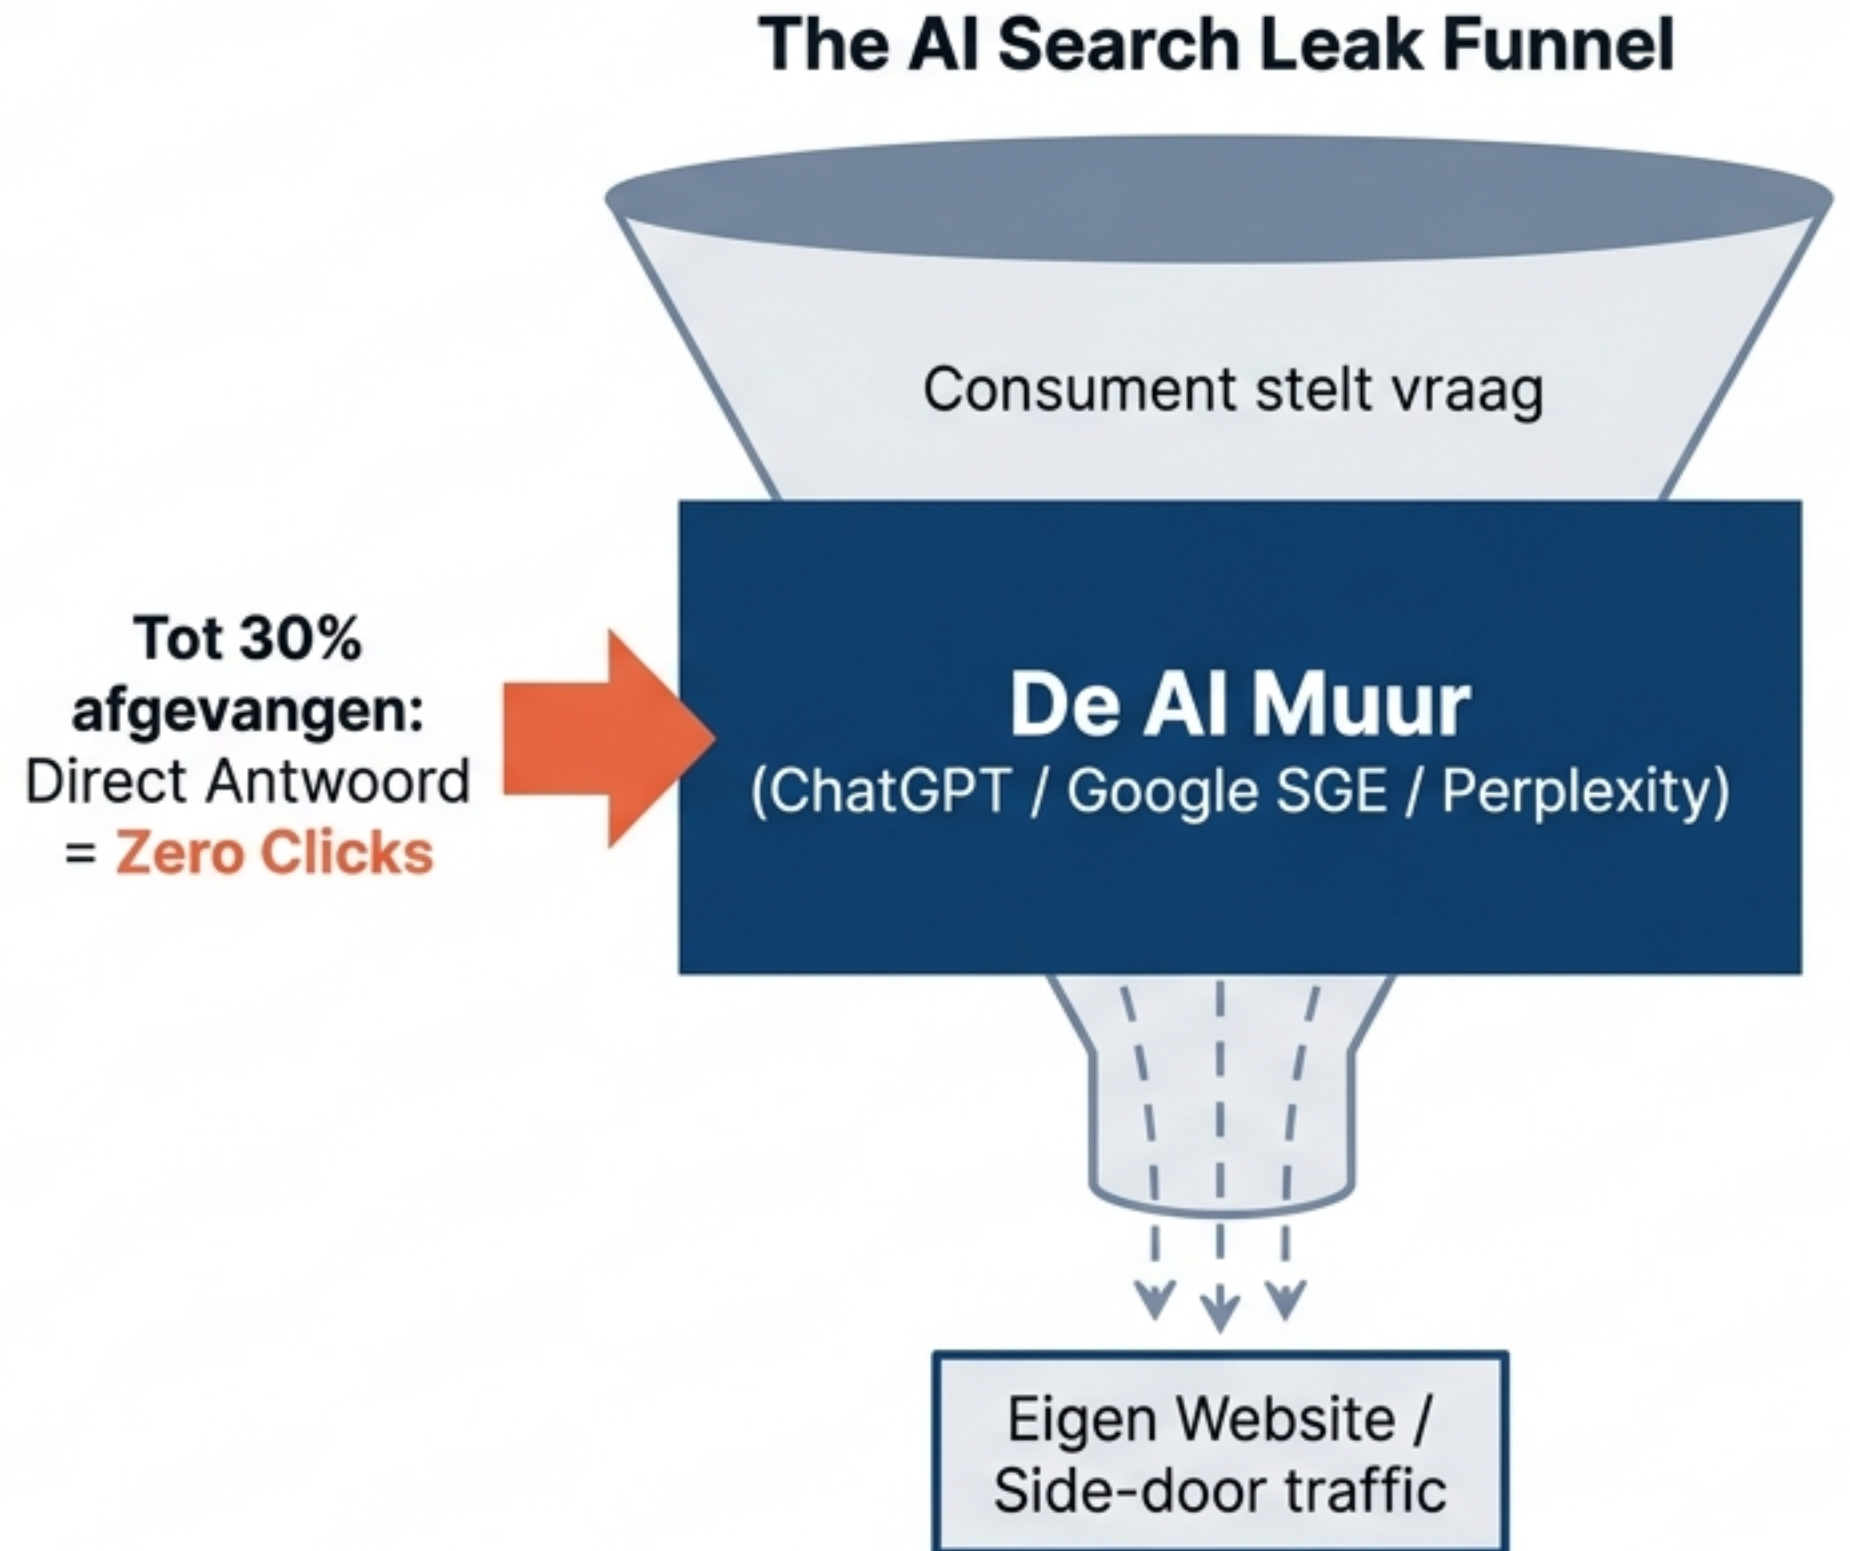 The AI Search Leak Funnel
Consument stelt vraag
Tot 30%
afgevangen:
Direct Antwoord
= Zero Clicks
De AI Muur
(ChatGPT / Google SGE / Perplexity)
Eigen Website /
Side-door traffic